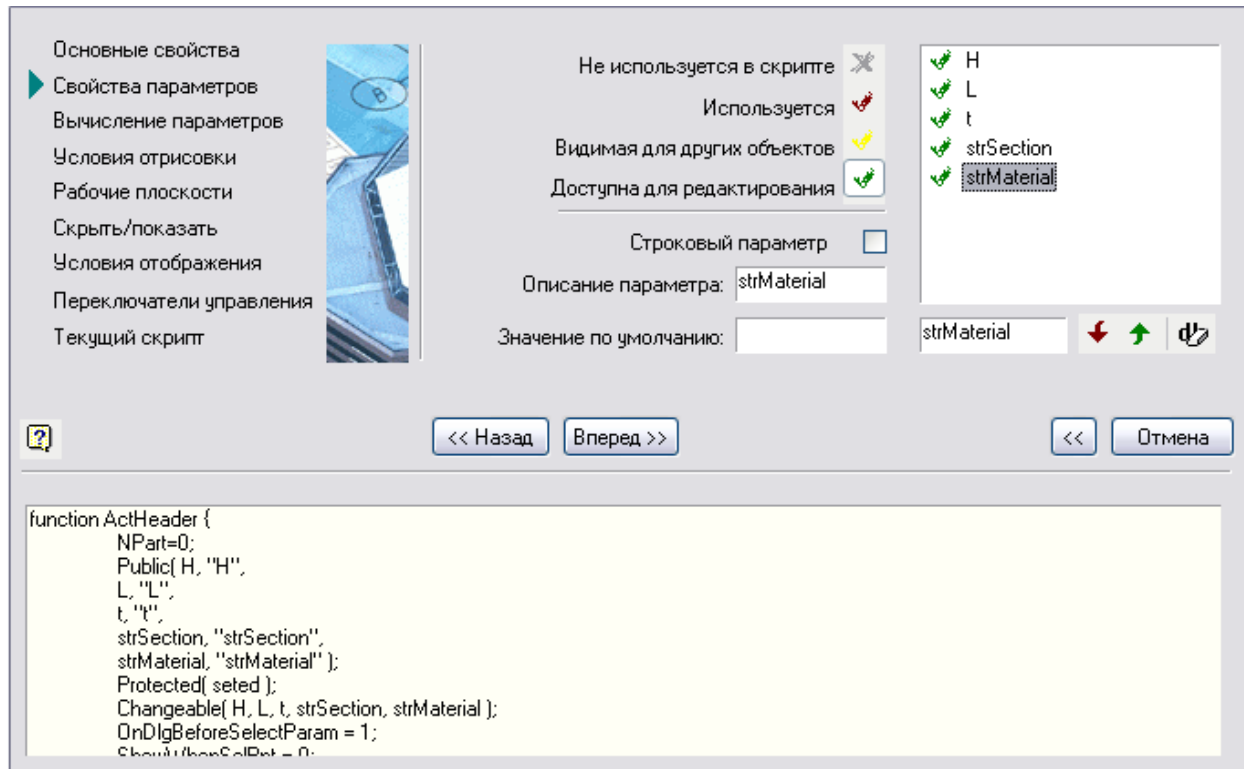 Основные свойства
Свойства параметров
Вычисление параметров
Условия отрисовки
Рабочие плоскости
Скрыть/показать
Условия отображения
Переключатели управления
Текущий скрипт
B
Не используется в скрипте
Используется
Видимая для других объектов
Доступна для редактирования
Строковый параметр
Описание параметра: strMaterial
Значение по умолчанию:
H
L
t
strSection
strMaterial
strMaterial
<< Назад
Вперед >>
<<
Отмена
function ActHeader {
NPart=0;
Public( H, "H",
L, "L",
t, "t",
strSection, "strSection",
strMaterial, "strMaterial" );
Protected( seted );
Changeable( H, L, t, strSection, strMaterial );
OnDlgBeforeSelectParam = 1;